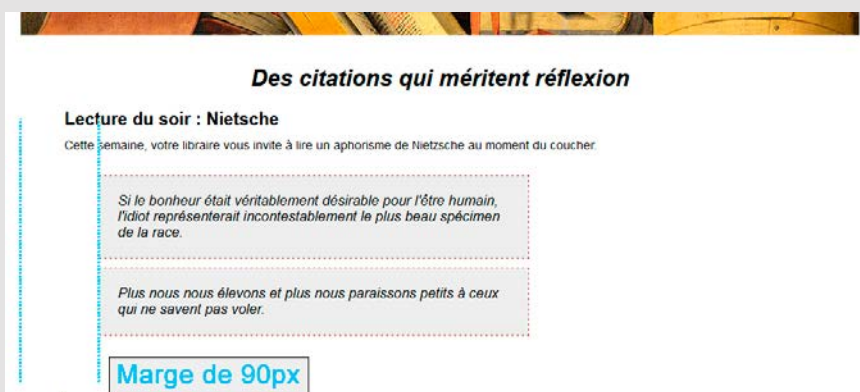 Des citations qui méritent réflexion
Lecture du soir : Nietsche
Cette semaine, votre libraire vous invite à lire un aphorisme de Nietzsche au moment du coucher.
Si le bonheur était véritablement désirable pour l'être humain,
l'idiot représenterait incontestablement le plus beau spécimen
de la race.
Plus nous nous élevons et plus nous paraissons petits à ceux
qui ne savent pas voler.
Marge de 90px